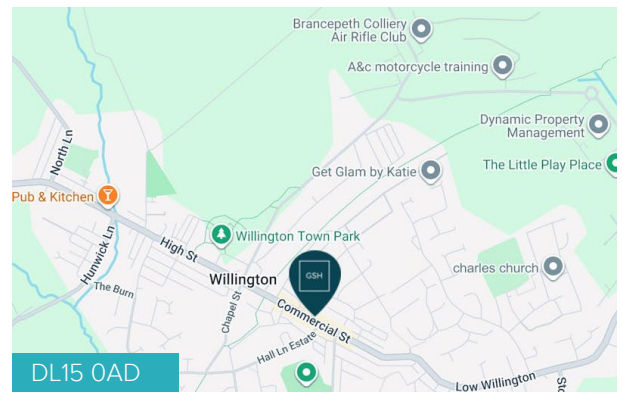 Brancepeth Colliery
Air Rifle Club
A&c motorcycle training
Dynamic Property
Management
North Ln
Get Glam by Katie
The Little Play Place
Pub & Kitchen
Willington Town Park
High St
Hunwick Ln
Willington
GSH
charles church
The Burn
Chapel St
Commercial St
Hall Ln Estate
DL15 0AD
Low Willington
Sto